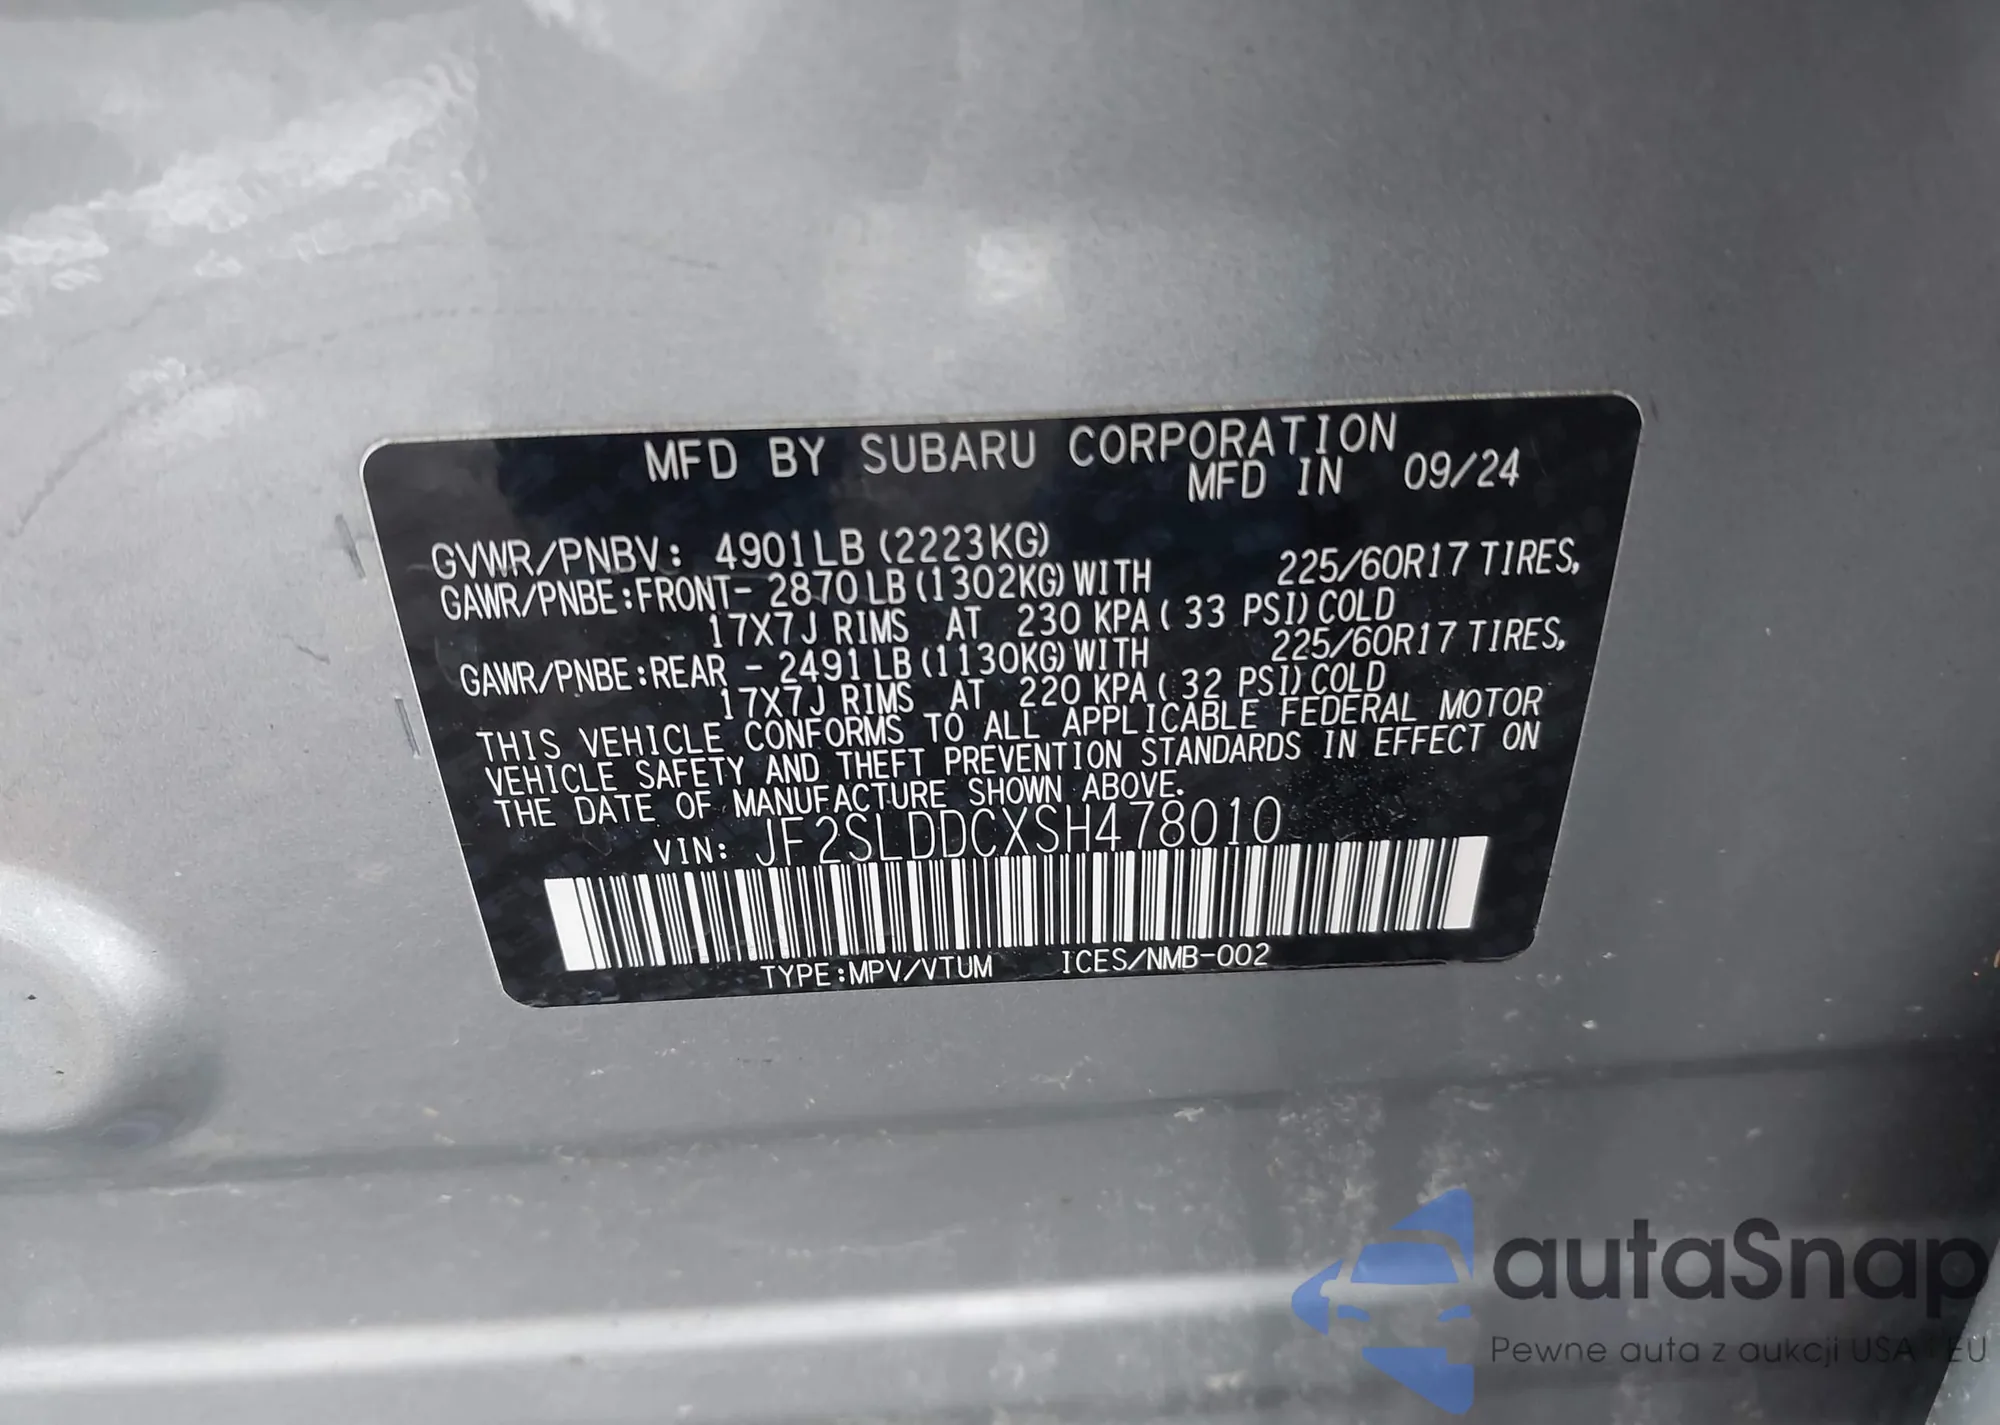 MFD BY SUBARU CORPORATION
MFD IN 09/24
GVWR/PNBV: 4901LB (2223KG)
GAWR/PNBE:FRONT- 2870LB (1302KG) WITH 225/60R17 TIRES,
17X7J RIMS AT 230 KPA ( 33 PSI) COLD
GAWR/PNBE:REAR - 2491LB (1130KG) WITH 225/60R17 TIRES,
17X7J RIMS AT 220 KPA ( 32 PSI) COLD
THIS VEHICLE CONFORMS TO ALL APPLICABLE FEDERAL MOTOR
VEHICLE SAFETY AND THEFT PREVENTION STANDARDS IN EFFECT ON
THE DATE OF MANUFACTURE SHOWN ABOVE.
VIN: JF2SLDDCXSH478010
TYPE:MPV/VTUM ICES/NMB-002
autaSnap
Pewne auta z aukcji USA i EU